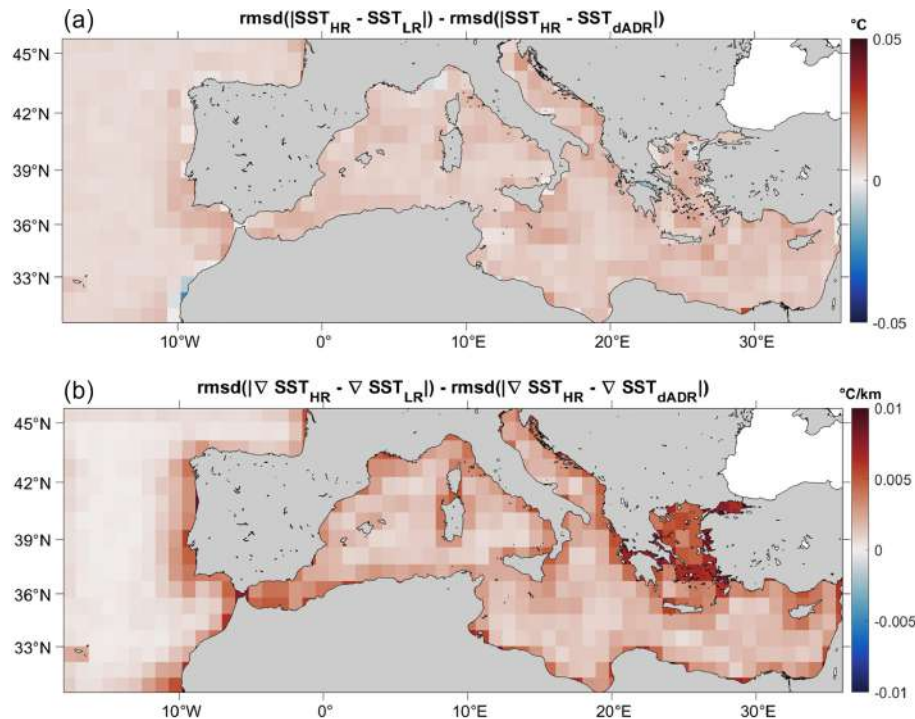 (a)
rmsd(|SST_HR - SST_LR|) - rmsd(|SST_HR - SST_dADR|)
°C
45°N
42°N
39°N
36°N
33°N
10°W
0°
10°E
20°E
30°E
0.05
0
-0.05
(b)
rmsd(|∇ SST_HR - ∇ SST_LR|) - rmsd(|∇ SST_HR - ∇ SST_dADR|)
°C/km
45°N
42°N
39°N
36°N
33°N
10°W
0°
10°E
20°E
30°E
0.01
0.005
0
-0.005
-0.01